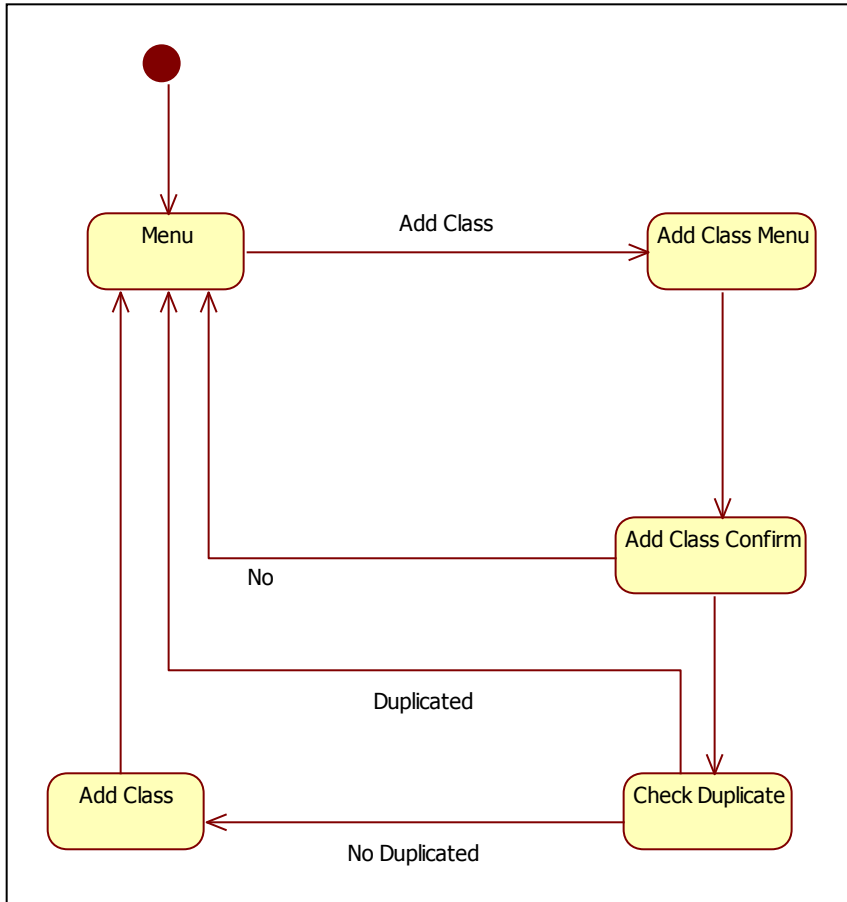 Add Class
Menu
Add Class Menu
Add Class Confirm
No
Duplicated
Add Class
Check Duplicate
No Duplicated